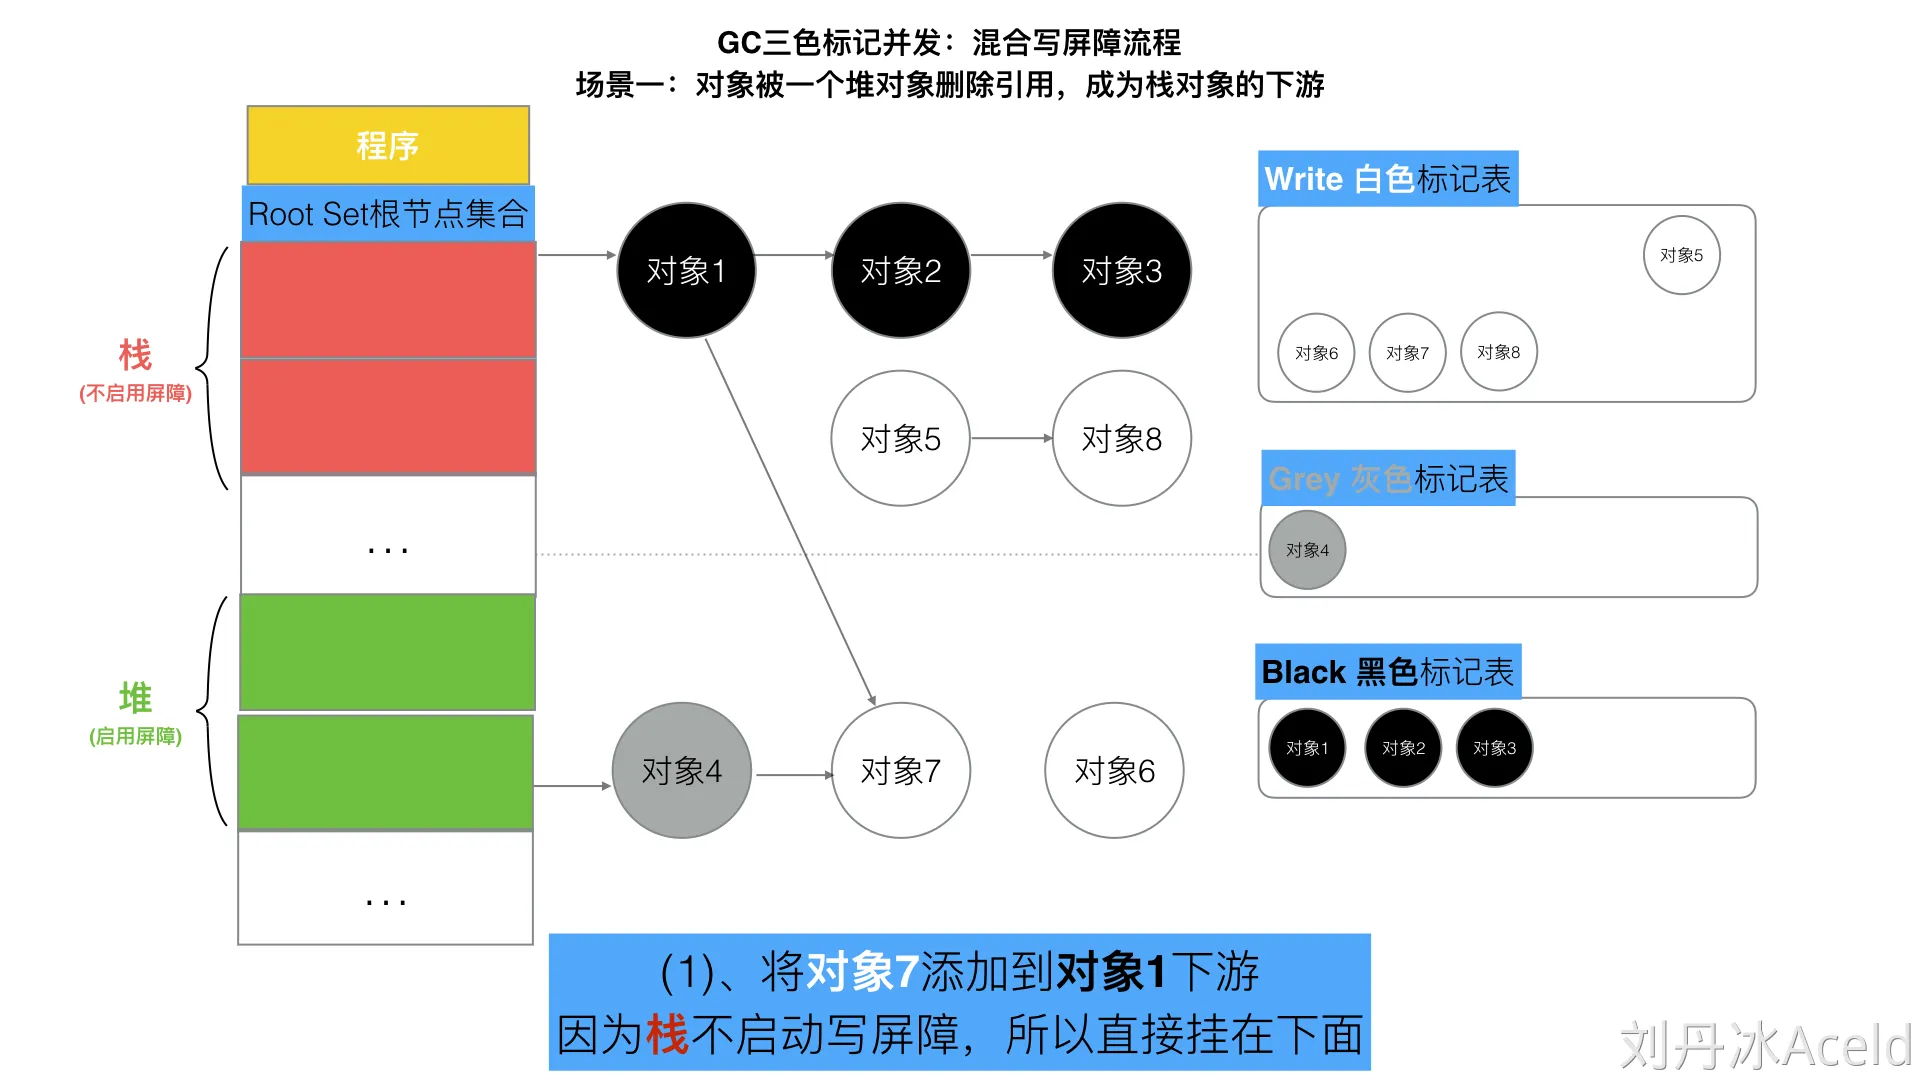 GC三色标记并发：混合写屏障流程
场景一：对象被一个堆对象删除引用，成为栈对象的下游
程序
Root Set根节点集合
栈
(不启用屏障)
...
堆
(启用屏障)
...
对象1
对象2
对象3
对象5
对象8
对象4
对象7
对象6
Write 白色标记表
对象5
对象6
对象7
对象8
Grey 灰色标记表
对象4
Black 黑色标记表
对象1
对象2
对象3
(1)、将对象7添加到对象1下游
因为栈不启动写屏障，所以直接挂在下面
刘丹冰Aceld